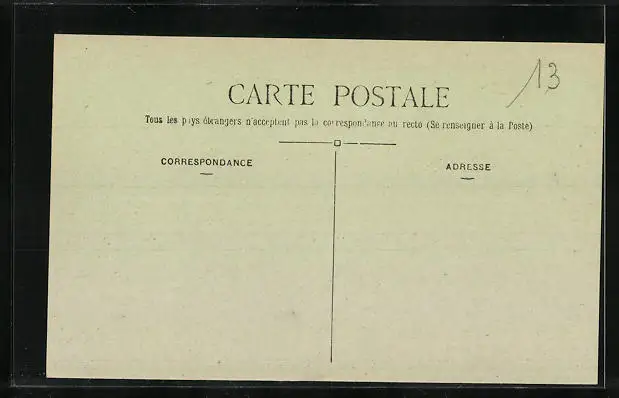 13
CARTE POSTALE
Tous les pays étrangers n'acceptent pas la correspondance au recto (Se renseigner à la Poste)
CORRESPONDANCE
ADRESSE